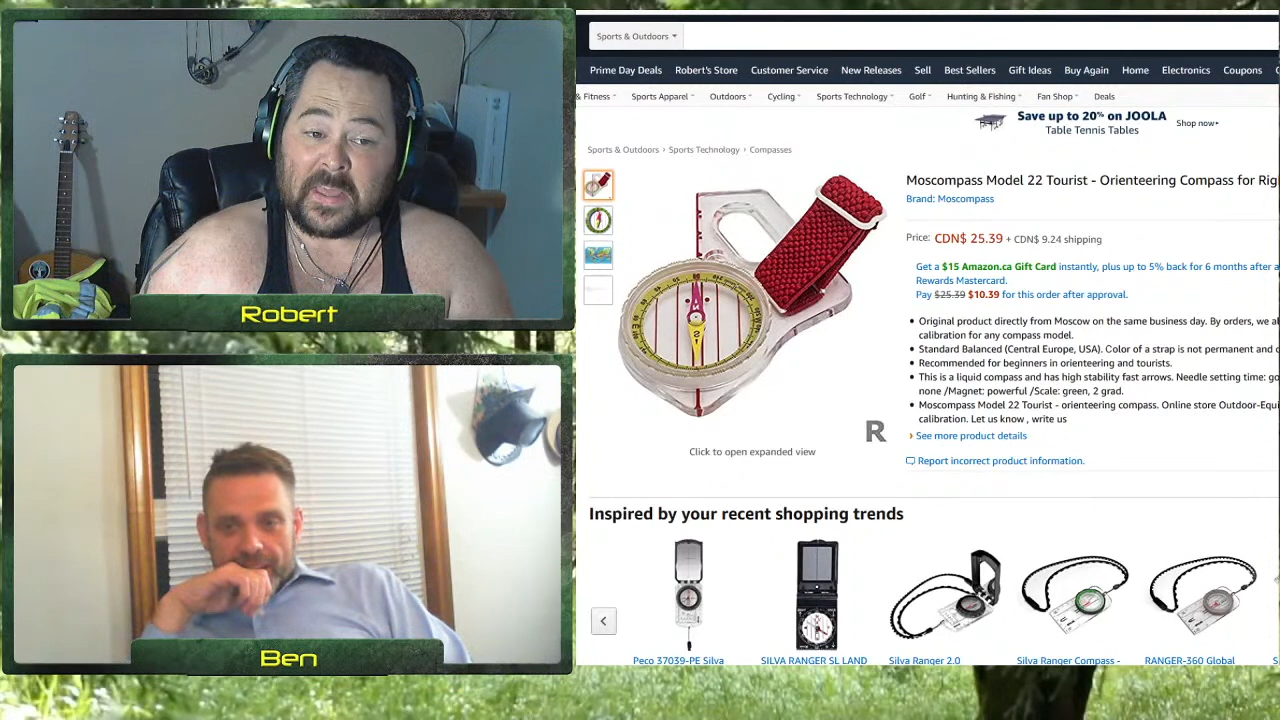 Robert
Ben
Sports & Outdoors
Prime Day Deals Robert's Store Customer Service New Releases Sell Best Sellers Gift Ideas Buy Again Home Electronics Coupons
& Fitness Sports Apparel Outdoors Cycling Sports Technology Golf Hunting & Fishing Fan Shop Deals
Save up to 20% on JOOLA
Table Tennis Tables
Shop now
Sports & Outdoors › Sports Technology › Compasses
Moscompass Model 22 Tourist - Orienteering Compass for Rig
Brand: Moscompass
Price: CDN$ 25.39 + CDN$ 9.24 shipping
Get a $15 Amazon.ca Gift Card instantly, plus up to 5% back for 6 months after a
Rewards Mastercard.
Pay $25.39 $10.39 for this order after approval.
Original product directly from Moscow on the same business day. By orders, we al
calibration for any compass model.
Standard Balanced (Central Europe, USA). Color of a strap is not permanent and c
Recommended for beginners in orienteering and tourists.
This is a liquid compass and has high stability fast arrows. Needle setting time: go
none /Magnet: powerful /Scale: green, 2 grad.
Moscompass Model 22 Tourist - orienteering compass. Online store Outdoor-Equi
calibration. Let us know , write us
› See more product details
Report incorrect product information.
R
Click to open expanded view
Inspired by your recent shopping trends
Peco 37039-PE Silva SILVA RANGER SL LAND Silva Ranger 2.0 Silva Ranger Compass - RANGER-360 Global